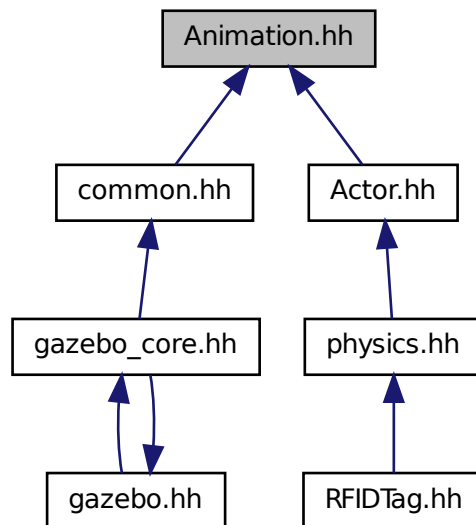 Animation.hh
common.hh
Actor.hh
gazebo_core.hh
physics.hh
gazebo.hh
RFIDTag.hh